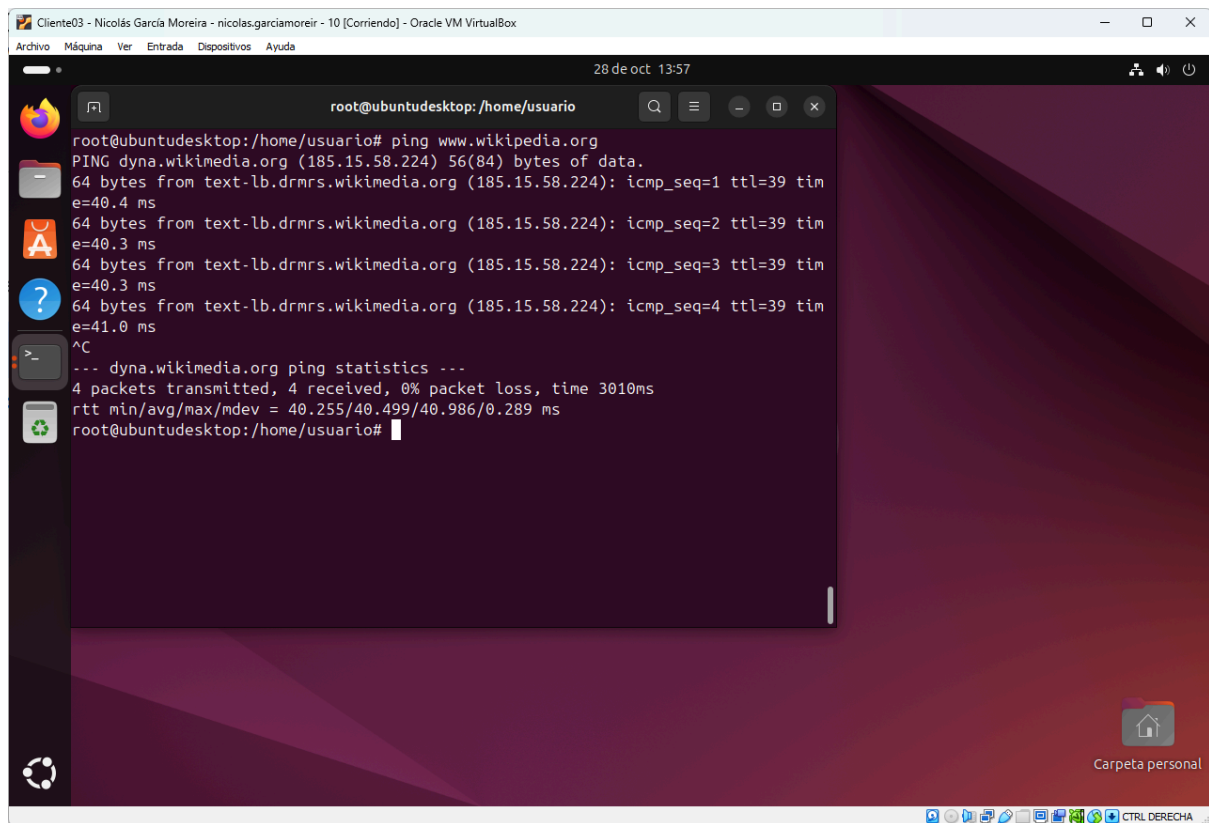 Cliente03 - Nicolás García Moreira - nicolas.garciamoreir - 10 [Corriendo] - Oracle VM VirtualBox
Archivo Máquina Ver Entrada Dispositivos Ayuda
28 de oct 13:57
root@ubuntudesktop: /home/usuario
root@ubuntudesktop:/home/usuario# ping www.wikipedia.org
PING dyna.wikimedia.org (185.15.58.224) 56(84) bytes of data.
64 bytes from text-lb.drmrs.wikimedia.org (185.15.58.224): icmp_seq=1 ttl=39 tim
e=40.4 ms
64 bytes from text-lb.drmrs.wikimedia.org (185.15.58.224): icmp_seq=2 ttl=39 tim
e=40.3 ms
64 bytes from text-lb.drmrs.wikimedia.org (185.15.58.224): icmp_seq=3 ttl=39 tim
e=40.3 ms
64 bytes from text-lb.drmrs.wikimedia.org (185.15.58.224): icmp_seq=4 ttl=39 tim
e=41.0 ms
^C
--- dyna.wikimedia.org ping statistics ---
4 packets transmitted, 4 received, 0% packet loss, time 3010ms
rtt min/avg/max/mdev = 40.255/40.499/40.986/0.289 ms
root@ubuntudesktop:/home/usuario#
Carpeta personal
CTRL DERECHA